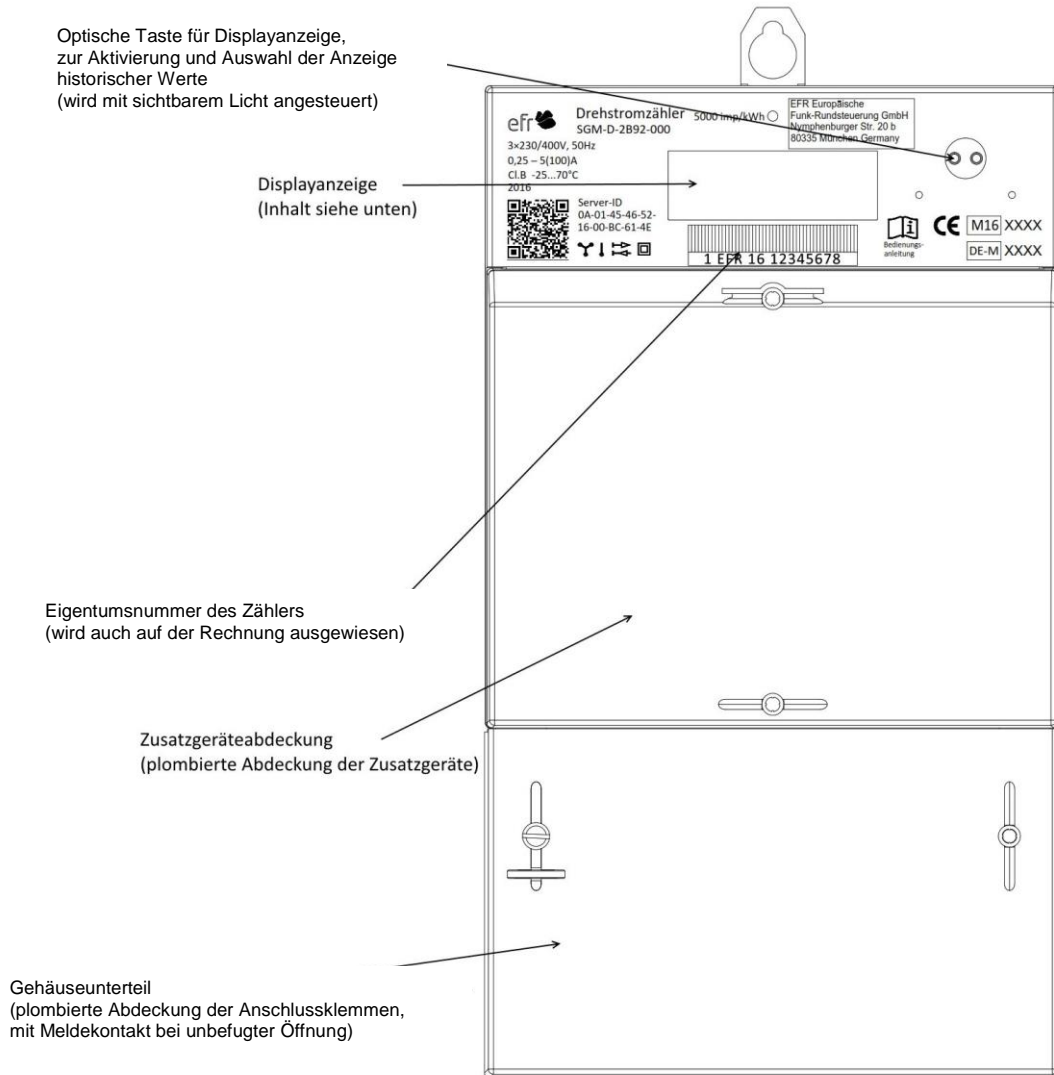 Optische Taste für Displayanzeige,
zur Aktivierung und Auswahl der Anzeige
historischer Werte
(wird mit sichtbarem Licht angesteuert)
efr
Drehstromzähler
SGM-D-2B92-000
5000 imp/kWh
EFR Europäische
Funk-Rundsteuerung GmbH
Nymphenburger Str. 20 b
80335 München Germany
3×230/400V, 50Hz
0,25 – 5(100)A
Cl.B -25...70°C
2016
Displayanzeige
(Inhalt siehe unten)
Server-ID
0A-01-45-46-52-
16-00-BC-61-4E
Bedienungs-
anleitung
CE M16 XXXX
DE-M XXXX
1 EFR 16 12345678
Eigentumsnummer des Zählers
(wird auch auf der Rechnung ausgewiesen)
Zusatzgeräteabdeckung
(plombierte Abdeckung der Zusatzgeräte)
Gehäuseunterteil
(plombierte Abdeckung der Anschlussklemmen,
mit Meldekontakt bei unbefugter Öffnung)